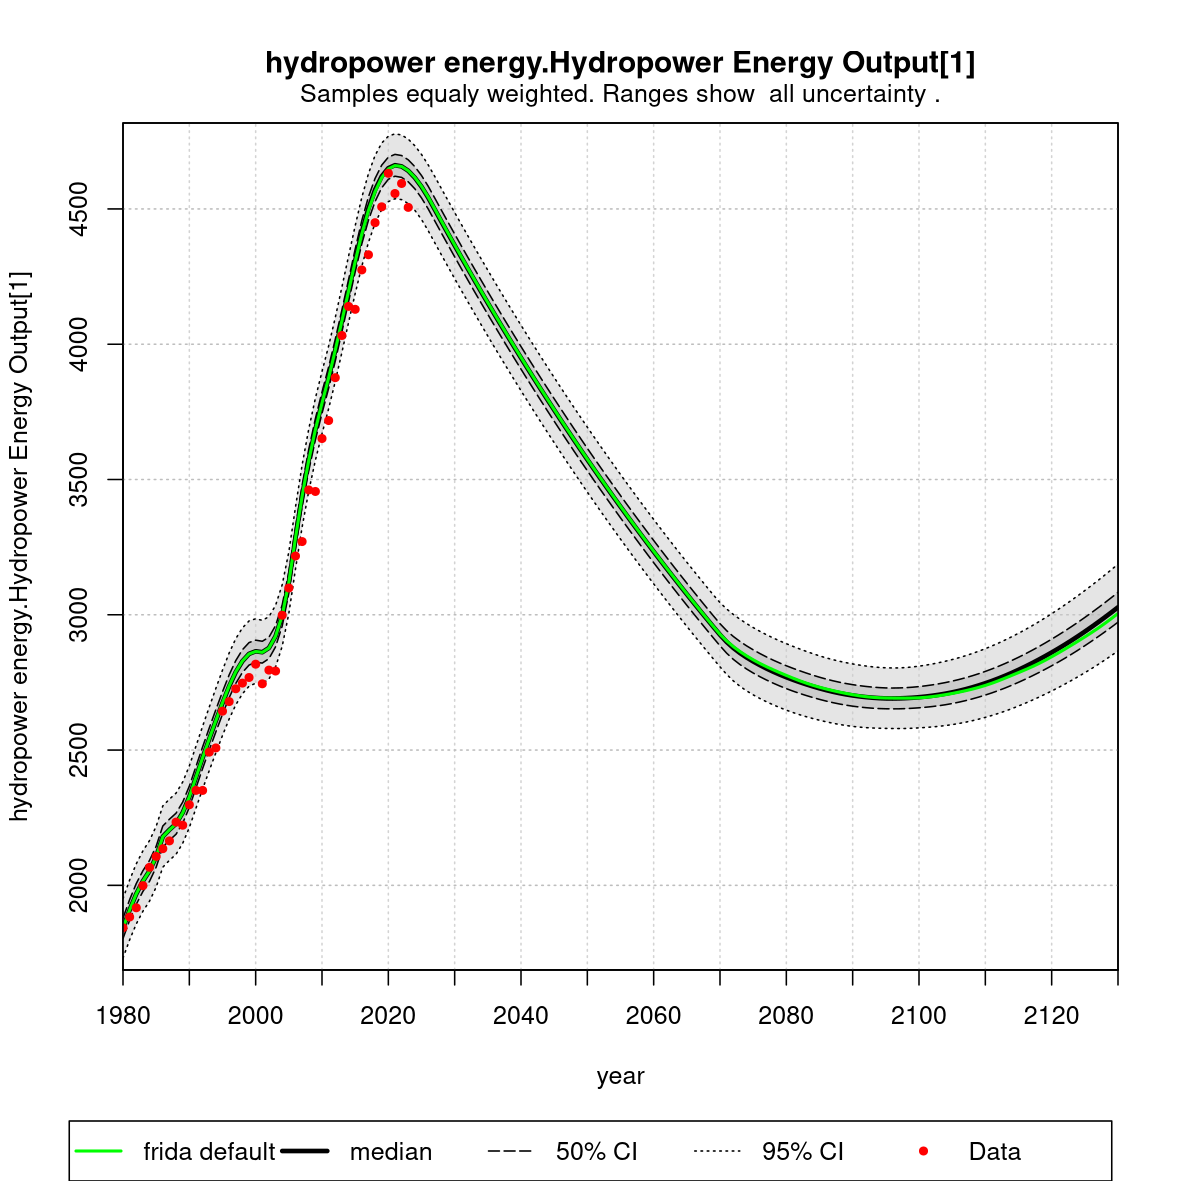 hydropower energy.Hydropower Energy Output[1]
Samples equaly weighted. Ranges show  all uncertainty .
hydropower energy.Hydropower Energy Output[1]
4500
4000
3500
3000
2500
2000
1980 2000 2020 2040 2060 2080 2100 2120
year
frida default median 50% CI 95% CI Data